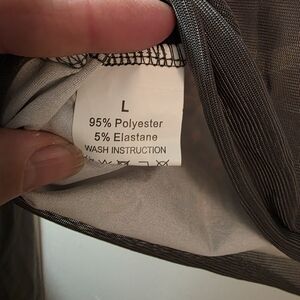 L
95% Polyester
5% Elastane
WASH INSTRUCTION